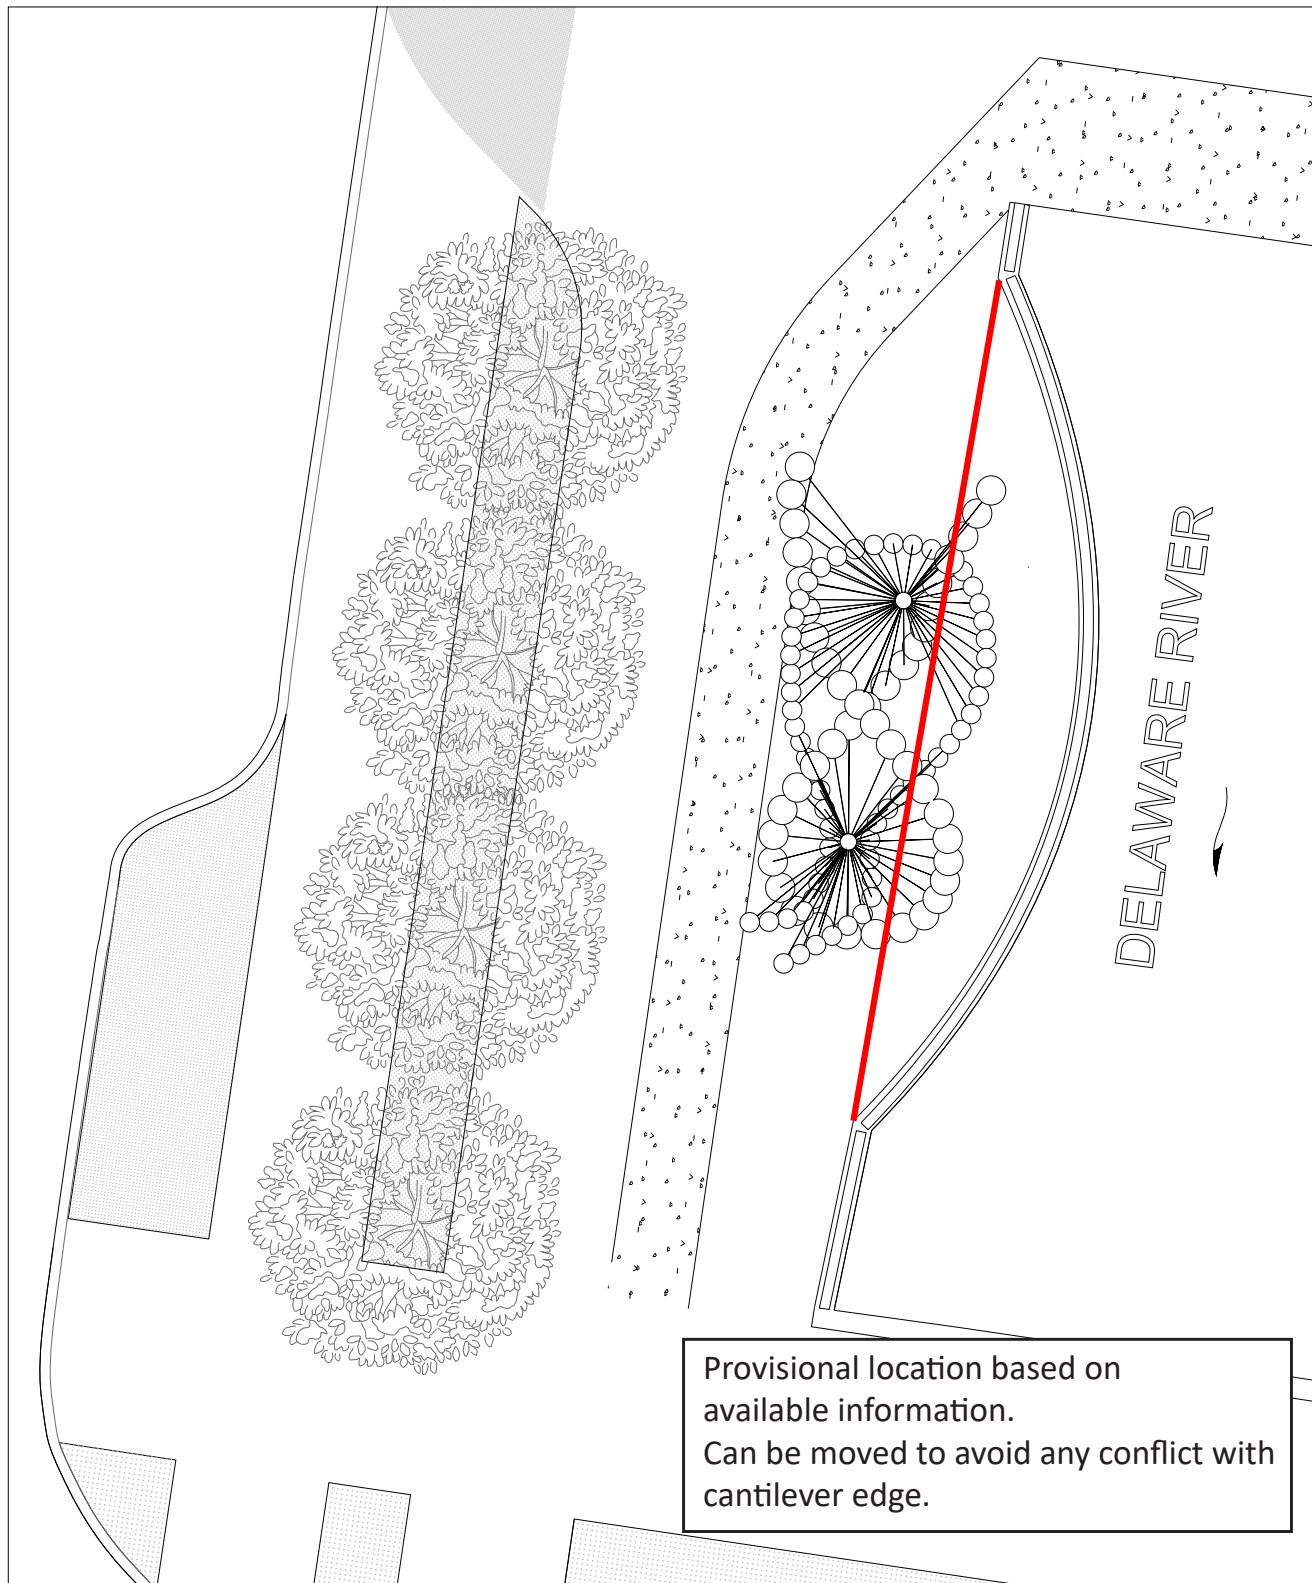 DELAWARE RIVER
Provisional location based on
available information.
Can be moved to avoid any conflict with
cantilever edge.